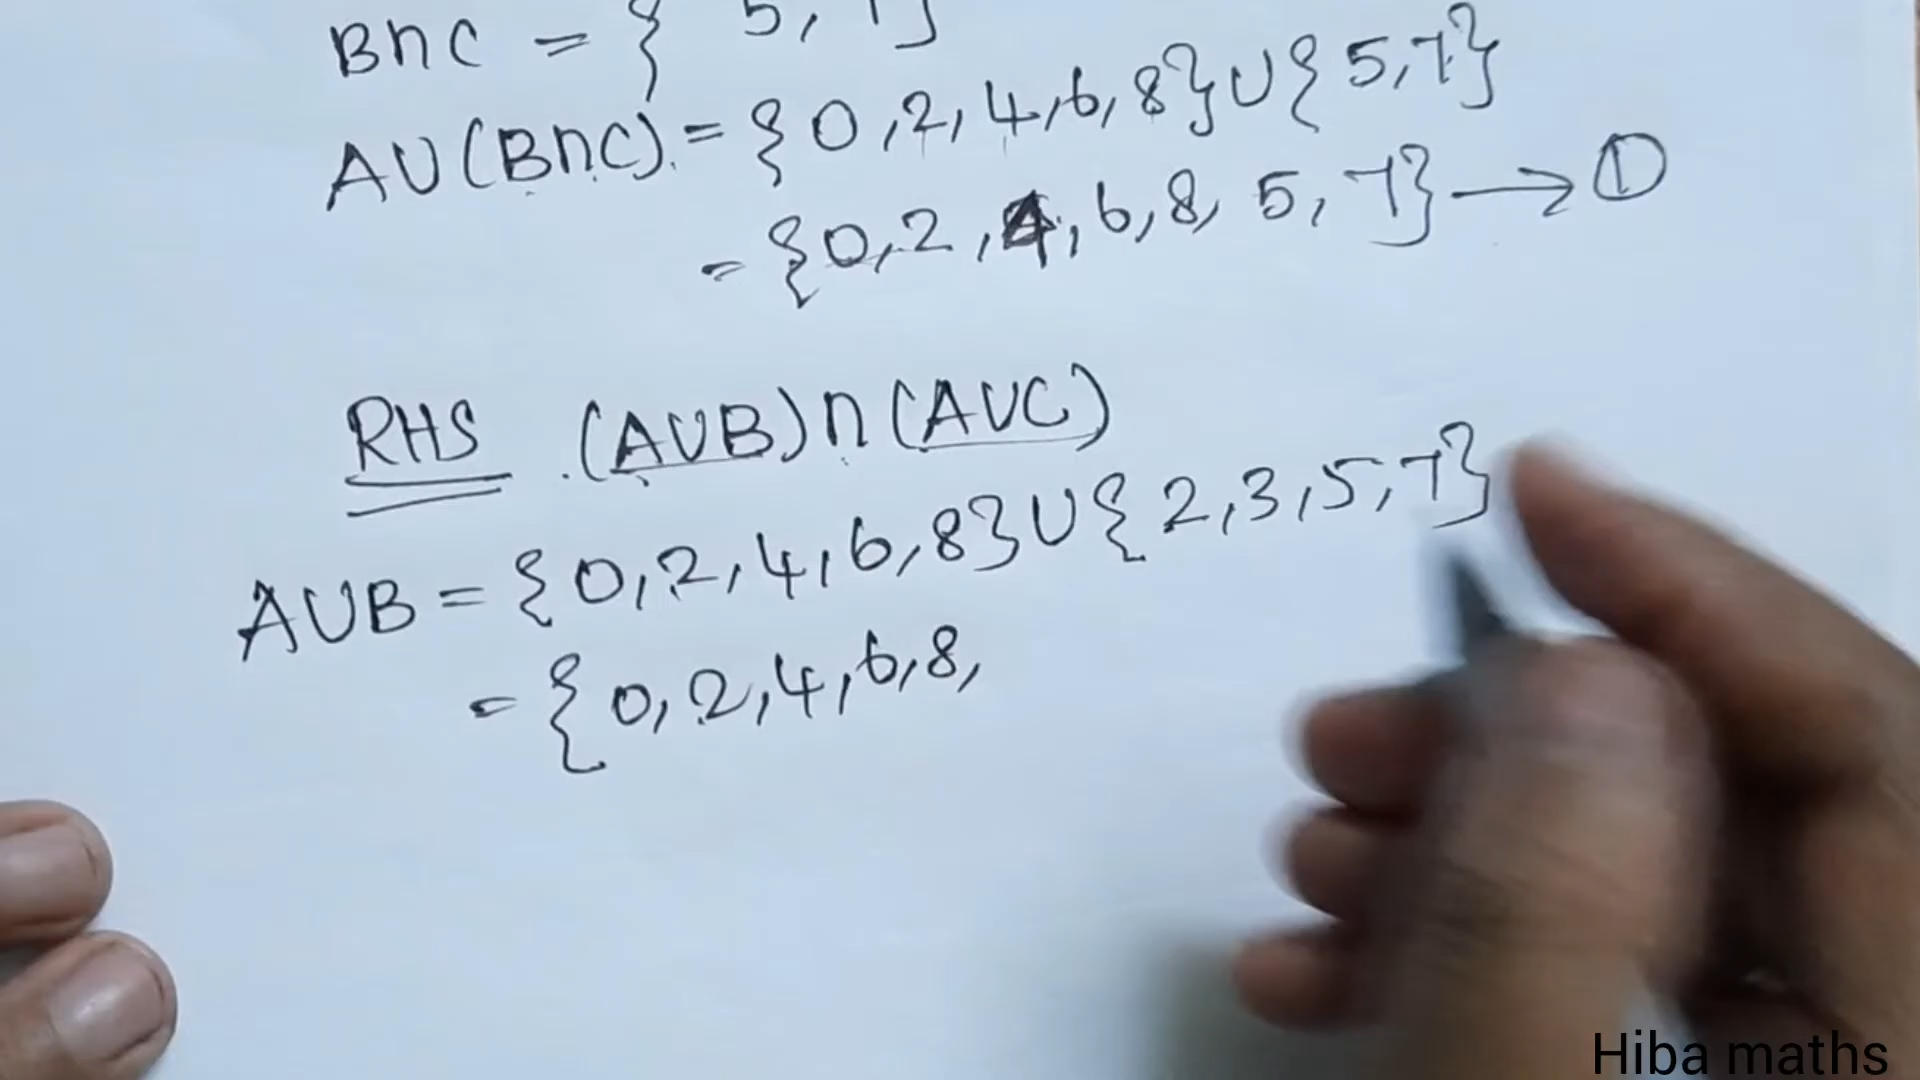 B∩C = { 5, 7}
A∪(B∩C) = {0,2,4,6,8}∪{5,7}
= {0,2,4,6,8,5,7} → ①
RHS (A∪B)∩(A∪C)
A∪B = {0,2,4,6,8}∪{2,3,5,7}
= {0,2,4,6,8,
Hiba maths